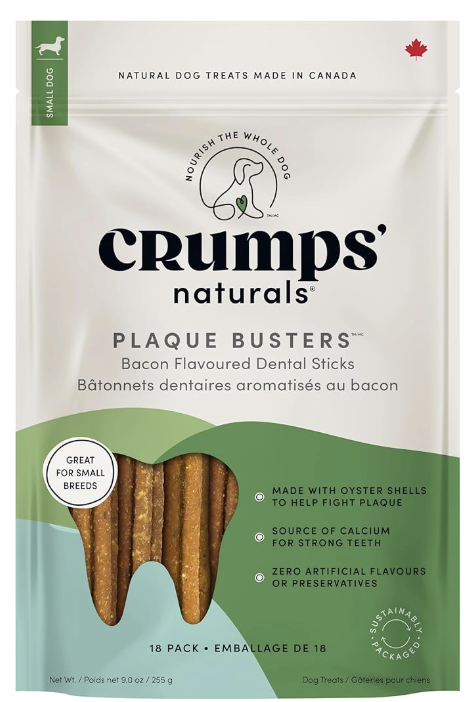 SMALL DOG
NATURAL DOG TREATS MADE IN CANADA
NOURISH THE WHOLE DOG
CRUMPS'
naturals®
PLAQUE BUSTERS
Bacon Flavoured Dental Sticks
Bâtonnets dentaires aromatisés au bacon
GREAT
FOR SMALL
BREEDS
MADE WITH OYSTER SHELLS
TO HELP FIGHT PLAQUE
SOURCE OF CALCIUM
FOR STRONG TEETH
ZERO ARTIFICIAL FLAVOURS
OR PRESERVATIVES
SUSTAINABLY
PACKAGED
18 PACK • EMBALLAGE DE 18
Net Wt. / Poids net 9.0 oz / 255 g
Dog Treats / Gâteries pour chiens